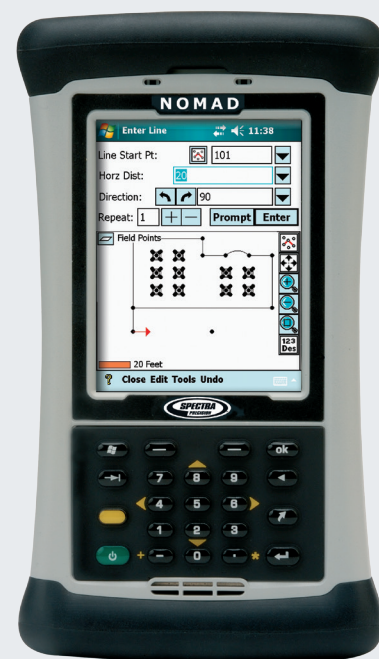 NOMAD
Enter Line 11:38
Line Start Pt: 101
Horz Dist: 20
Direction: 90
Repeat: 1 + − Prompt Enter
Field Points
123
Des
20 Feet
? Close Edit Tools Undo
SPECTRA
PRECISION
ok
7 8 9
4 5 6
1 2 3
+ - 0 . *